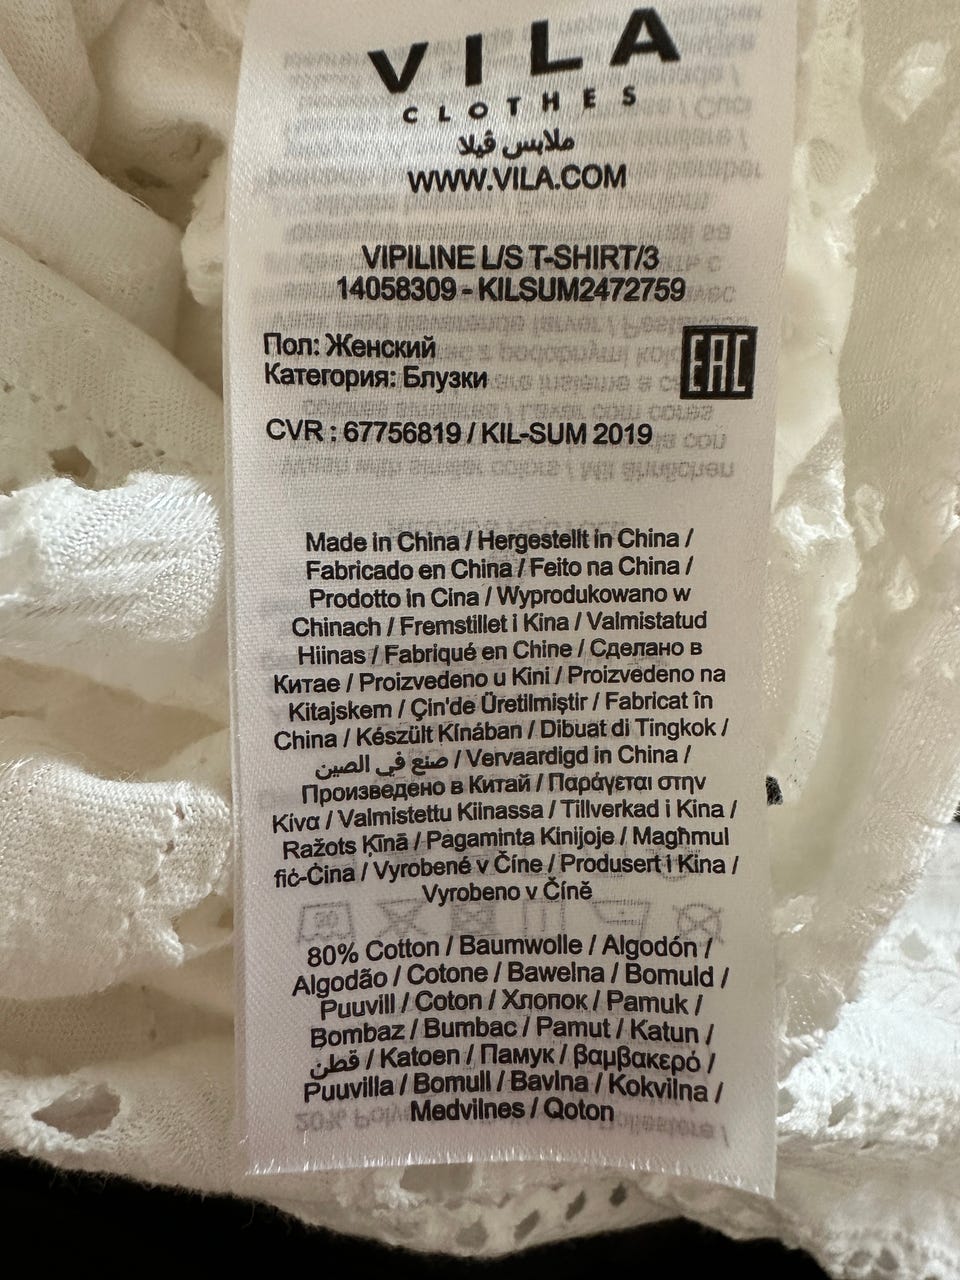 VILA
CLOTHES
ملابس ڤيلا
WWW.VILA.COM
VIPILINE L/S T-SHIRT/3
14058309 - KILSUM2472759
Пол: Женский
Категория: Блузки
EAC
CVR : 67756819 / KIL-SUM 2019
Made in China / Hergestellt in China /
Fabricado en China / Feito na China /
Prodotto in Cina / Wyprodukowano w
Chinach / Fremstillet i Kina / Valmistatud
Hiinas / Fabriqué en Chine / Сделано в
Китае / Proizvedeno u Kini / Proizvedeno na
Kitajskem / Çin'de Üretilmiştir / Fabricat în
China / Készült Kínában / Dibuat di Tingkok /
صنع في الصين / Vervaardigd in China /
Произведено в Китай / Παράγεται στην
Κίνα / Valmistettu Kiinassa / Tillverkad i Kina /
Ražots Ķīnā / Pagaminta Kinijoje / Magħmul
fiċ-Ċina / Vyrobené v Číne / Produsert i Kina /
Vyrobeno v Číně
80% Cotton / Baumwolle / Algodón /
Algodão / Cotone / Bawełna / Bomuld /
Puuvill / Coton / Хлопок / Pamuk /
Bombaz / Bumbac / Pamut / Katun /
قطن / Katoen / Памук / βαμβακερό /
Puuvilla / Bomull / Bavlna / Kokvilna /
Medvilnes / Qoton